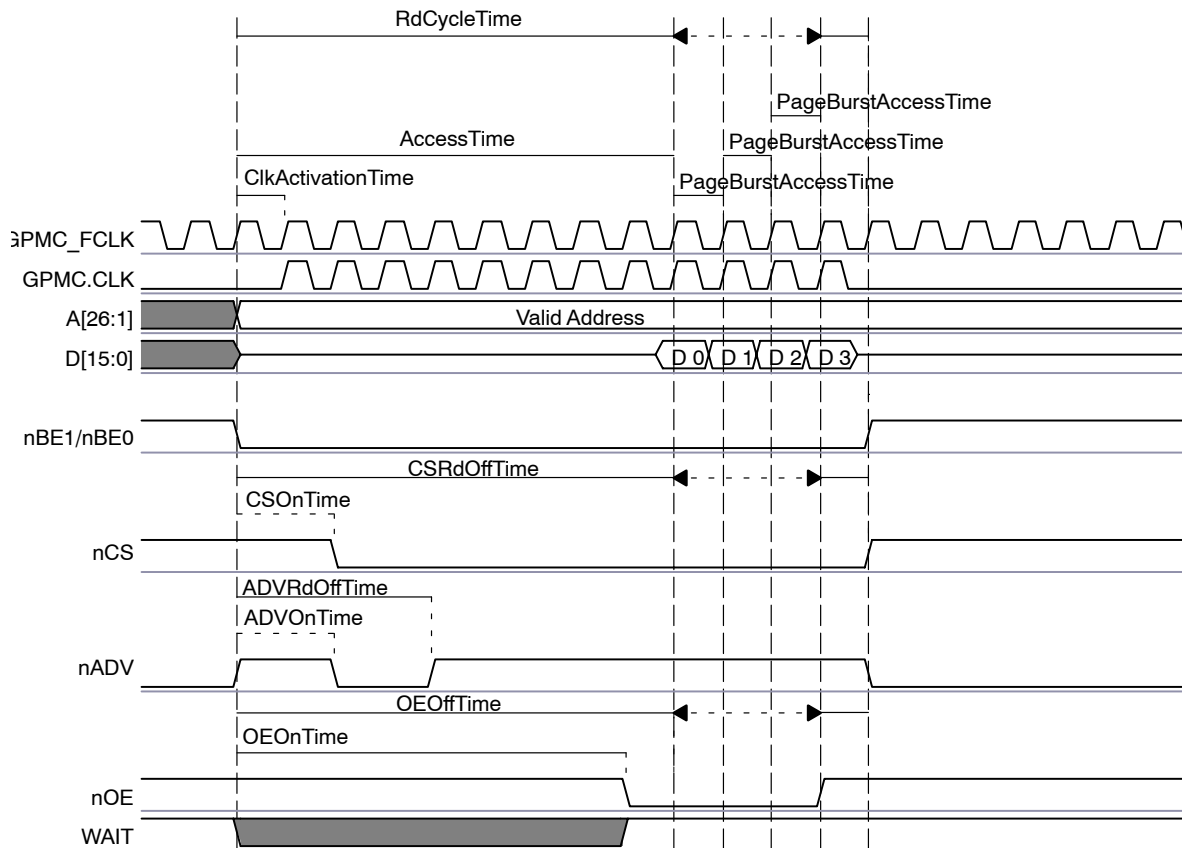 RdCycleTime
PageBurstAccessTime
AccessTime
PageBurstAccessTime
ClkActivationTime
PageBurstAccessTime
GPMC_FCLK
GPMC.CLK
A[26:1]
Valid Address
D[15:0]
D 0
D 1
D 2
D 3
nBE1/nBE0
CSRdOffTime
CSOnTime
nCS
ADVRdOffTime
ADVOnTime
nADV
OEOffTime
OEOnTime
nOE
WAIT